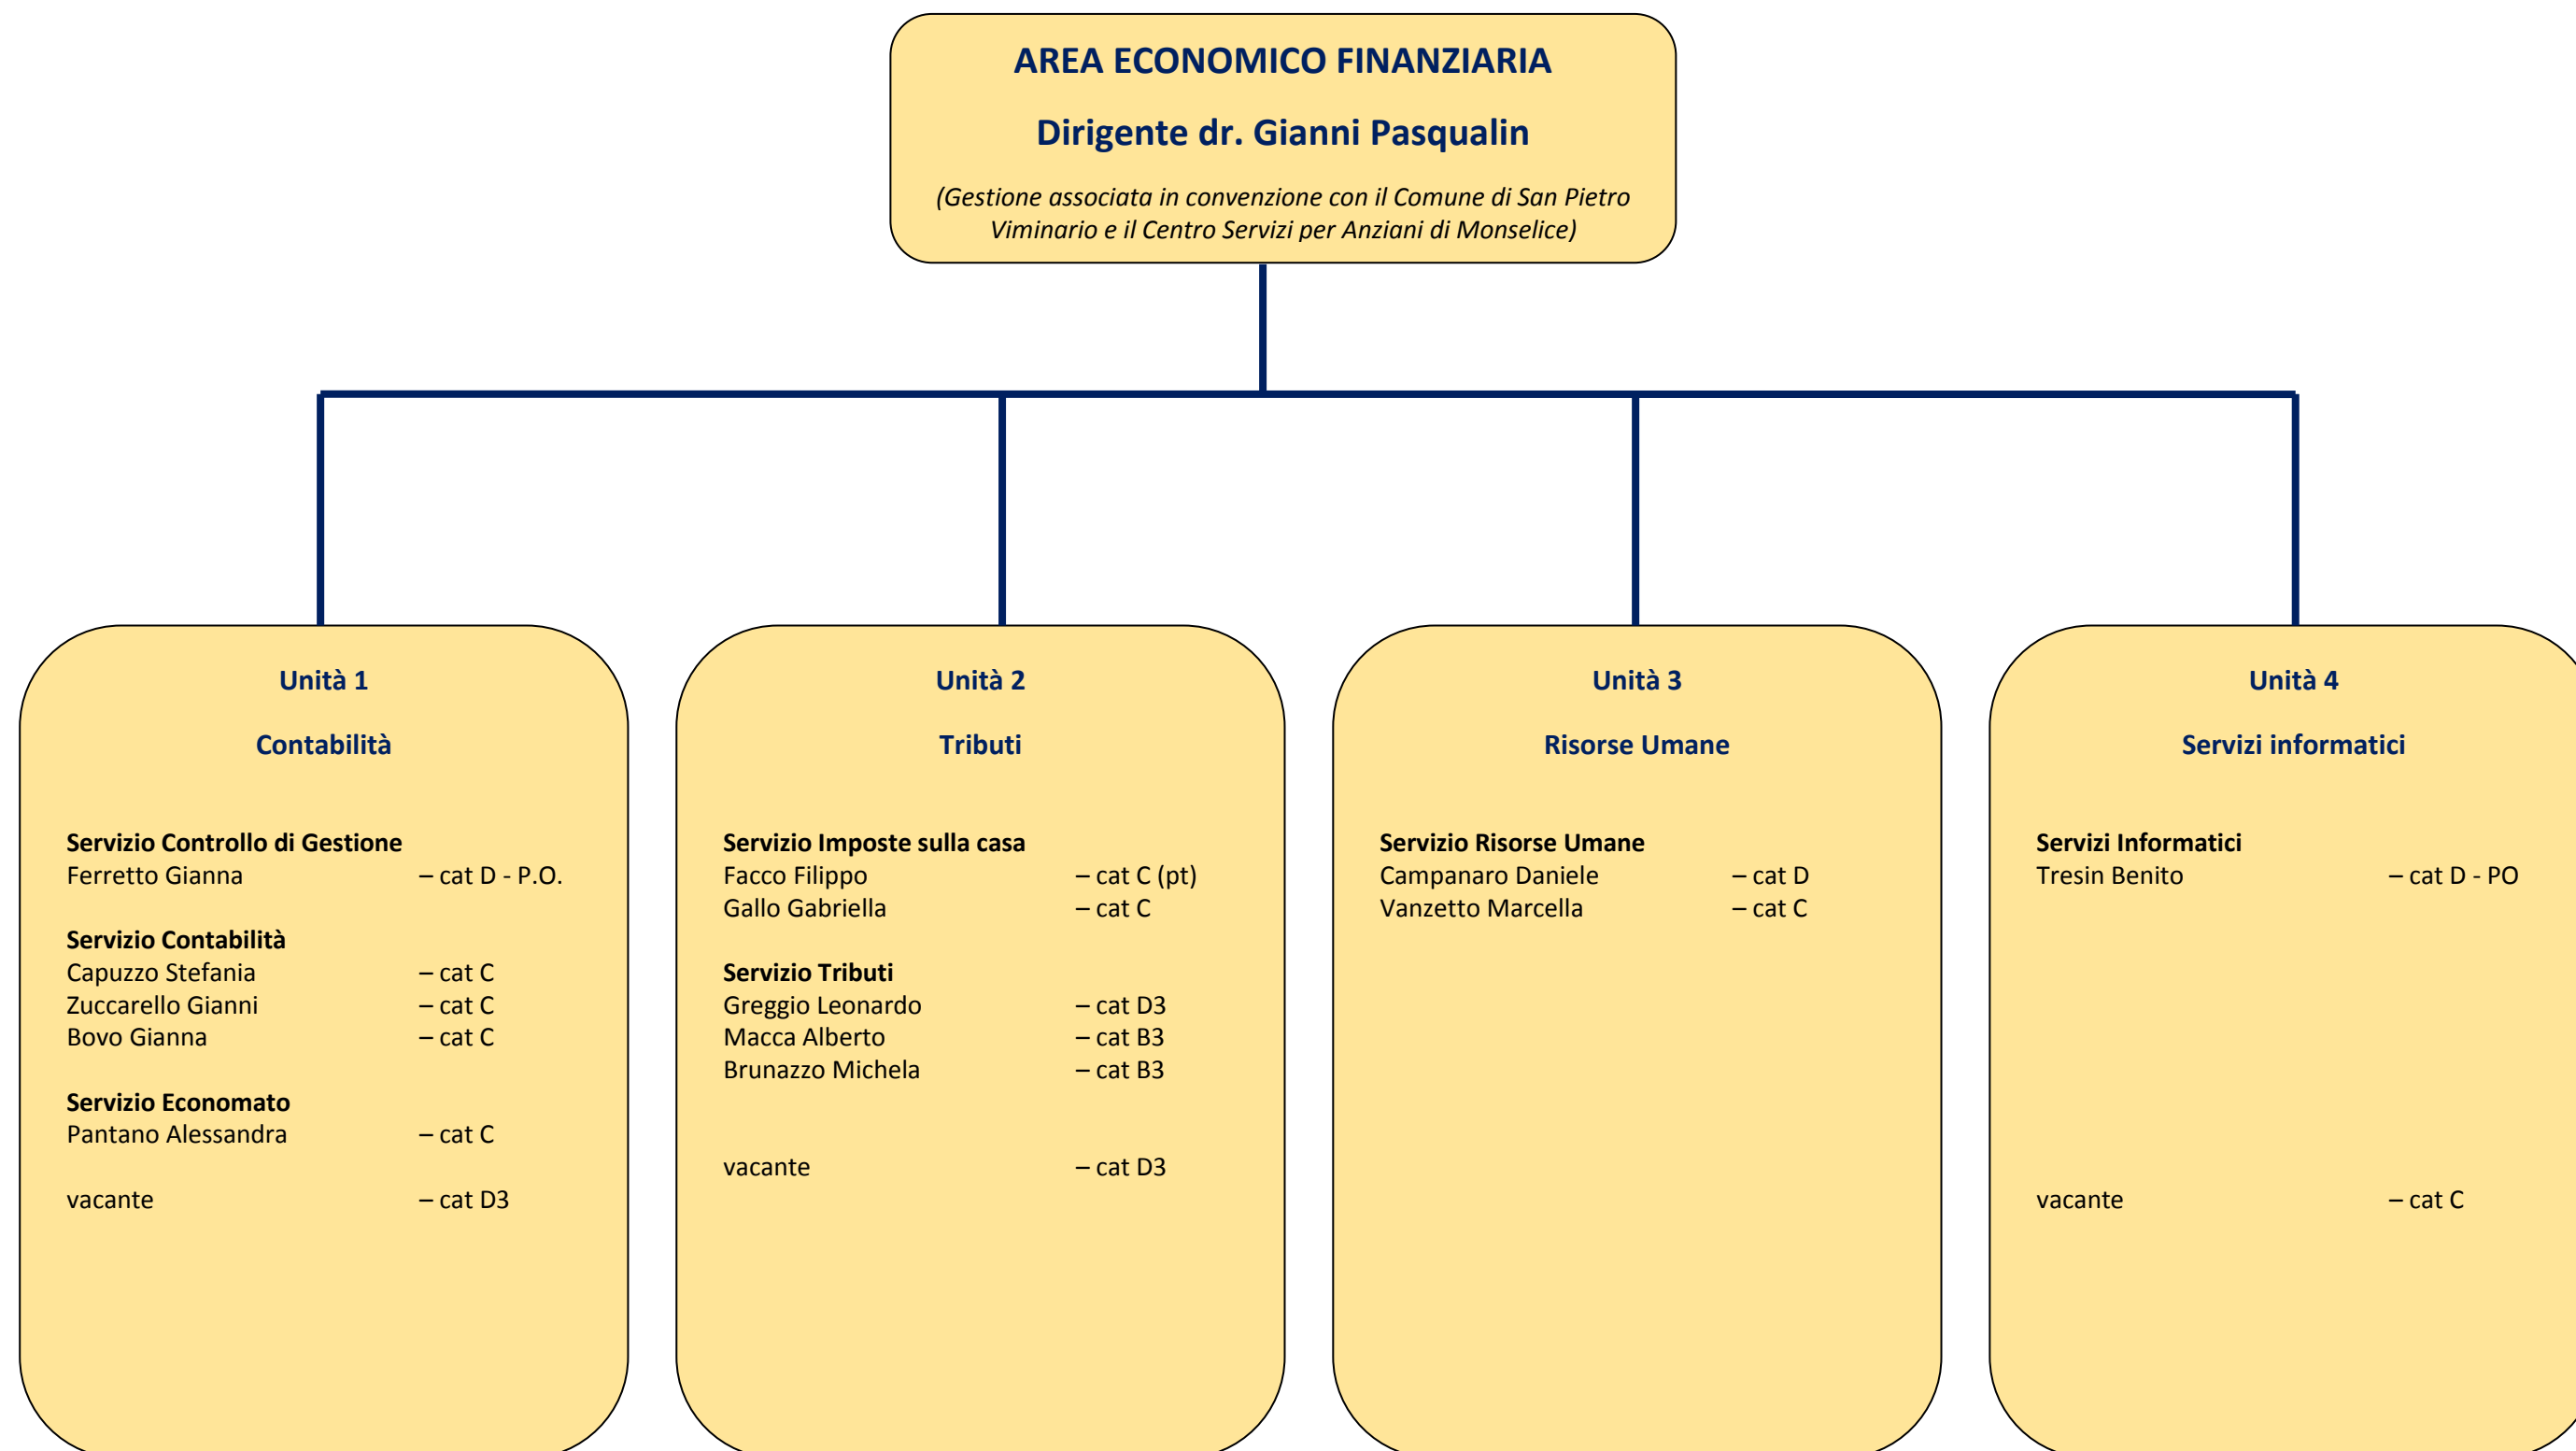 AREA ECONOMICO FINANZIARIA
Dirigente dr. Gianni Pasqualin
(Gestione associata in convenzione con il Comune di San Pietro
Viminario e il Centro Servizi per Anziani di Monselice)
Unità 1
Contabilità
Servizio Controllo di Gestione
Ferretto Gianna – cat D - P.O.
Servizio Contabilità
Capuzzo Stefania – cat C
Zuccarello Gianni – cat C
Bovo Gianna – cat C
Servizio Economato
Pantano Alessandra – cat C
vacante – cat D3
Unità 2
Tributi
Servizio Imposte sulla casa
Facco Filippo – cat C (pt)
Gallo Gabriella – cat C
Servizio Tributi
Greggio Leonardo – cat D3
Macca Alberto – cat B3
Brunazzo Michela – cat B3
vacante – cat D3
Unità 3
Risorse Umane
Servizio Risorse Umane
Campanaro Daniele – cat D
Vanzetto Marcella – cat C
Unità 4
Servizi informatici
Servizi Informatici
Tresin Benito – cat D - PO
vacante – cat C